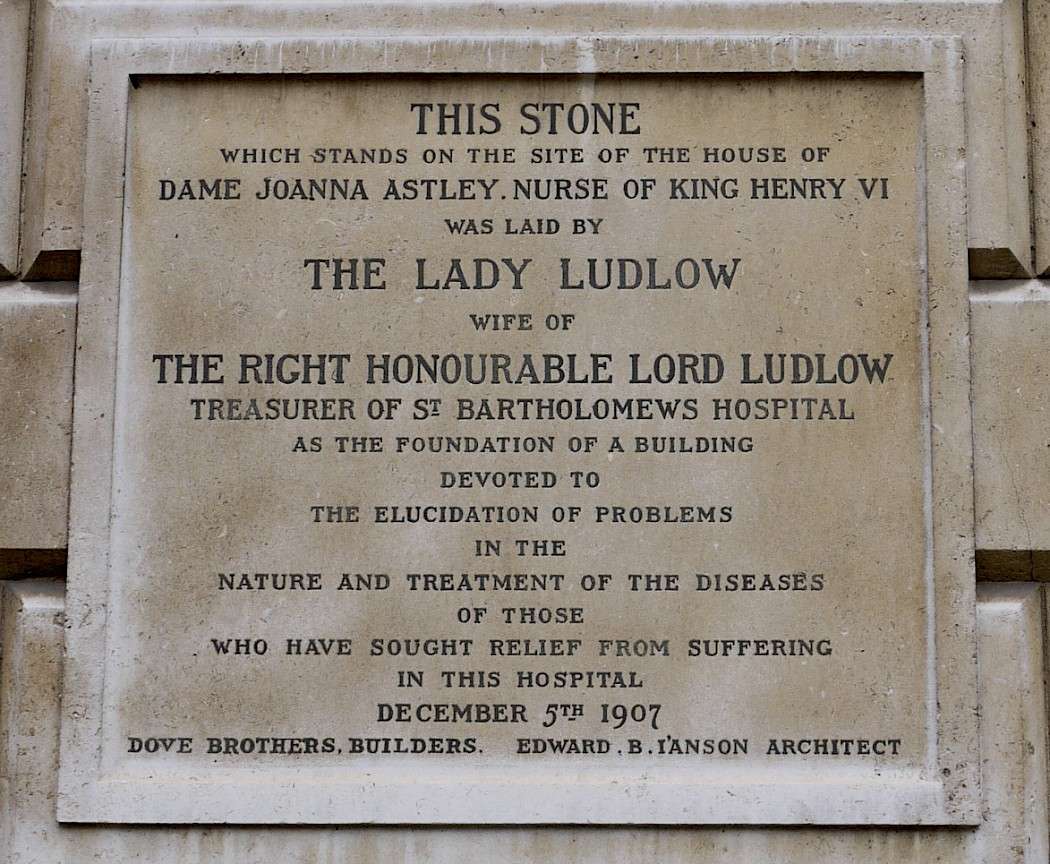 THIS STONE
WHICH STANDS ON THE SITE OF THE HOUSE OF
DAME JOANNA ASTLEY. NURSE OF KING HENRY VI
WAS LAID BY
THE LADY LUDLOW
WIFE OF
THE RIGHT HONOURABLE LORD LUDLOW
TREASURER OF ST BARTHOLOMEWS HOSPITAL
AS THE FOUNDATION OF A BUILDING
DEVOTED TO
THE ELUCIDATION OF PROBLEMS
IN THE
NATURE AND TREATMENT OF THE DISEASES
OF THOSE
WHO HAVE SOUGHT RELIEF FROM SUFFERING
IN THIS HOSPITAL
DECEMBER 5TH 1907
DOVE BROTHERS, BUILDERS. EDWARD. B. I'ANSON ARCHITECT